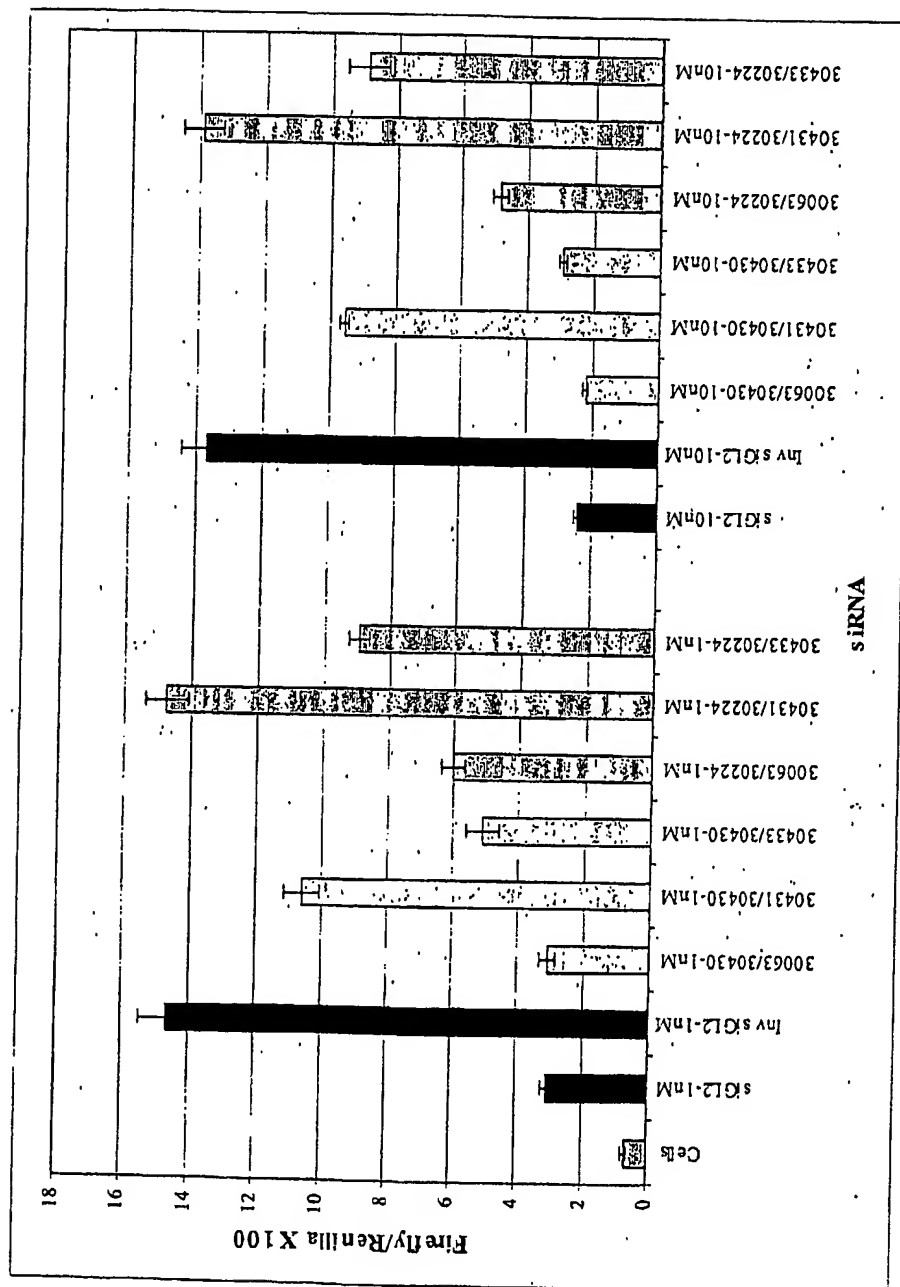 Firefly/Renilla X 100
18
16
14
12
10
8
6
4
2
0
Cells
siGL2-1nM
Inv siGL2-1nM
30063/30430-1nM
30431/30430-1nM
30433/30430-1nM
30063/30224-1nM
30431/30224-1nM
30433/30224-1nM
siGL2-10nM
Inv siGL2-10nM
30063/30430-10nM
30431/30430-10nM
30433/30430-10nM
30063/30224-10nM
30431/30224-10nM
30433/30224-10nM
siRNA